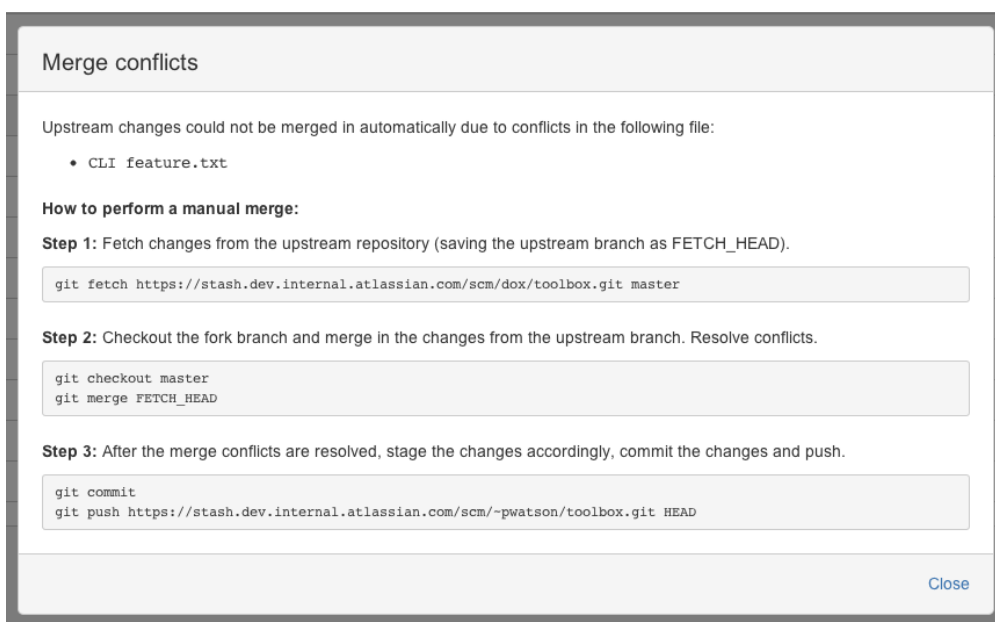 Merge conflicts
Upstream changes could not be merged in automatically due to conflicts in the following file:
• CLI feature.txt
How to perform a manual merge:
Step 1: Fetch changes from the upstream repository (saving the upstream branch as FETCH_HEAD).
git fetch https://stash.dev.internal.atlassian.com/scm/dox/toolbox.git master
Step 2: Checkout the fork branch and merge in the changes from the upstream branch. Resolve conflicts.
git checkout master
git merge FETCH_HEAD
Step 3: After the merge conflicts are resolved, stage the changes accordingly, commit the changes and push.
git commit
git push https://stash.dev.internal.atlassian.com/scm/~pwatson/toolbox.git HEAD
Close